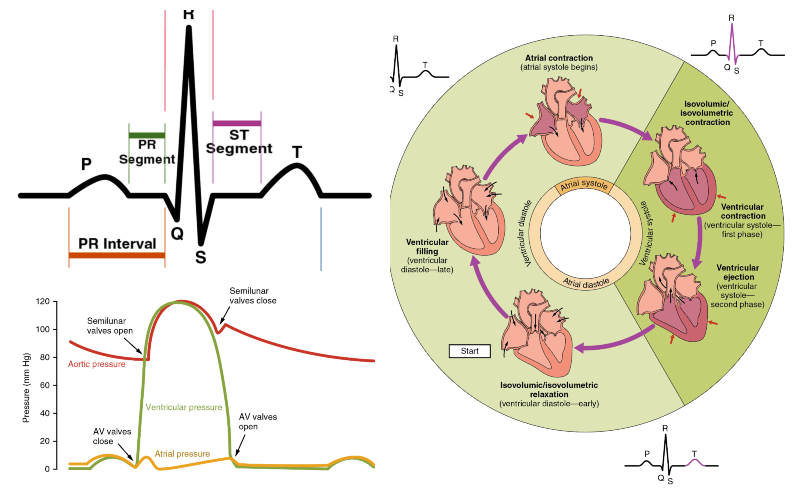 R
P
PR
Segment
ST
Segment
T
Q
S
PR Interval
120
100
80
60
40
20
0
Pressure (mm Hg)
Semilunar
valves open
Semilunar
valves close
Aortic pressure
Ventricular pressure
AV valves
close
Atrial pressure
AV valves
open
R
T
Q
S
R
P
T
Q
S
Atrial contraction
(atrial systole begins)
Isovolumic/
isovolumetric
contraction
Ventricular
contraction
(ventricular systole—
first phase)
Ventricular
ejection
(ventricular
systole—
second phase)
Isovolumic/isovolumetric
relaxation
(ventricular diastole—early)
Start
Ventricular
filling
(ventricular
diastole—late)
Atrial systole
Ventricular systole
Atrial diastole
Ventricular diastole
R
P
T
Q
S